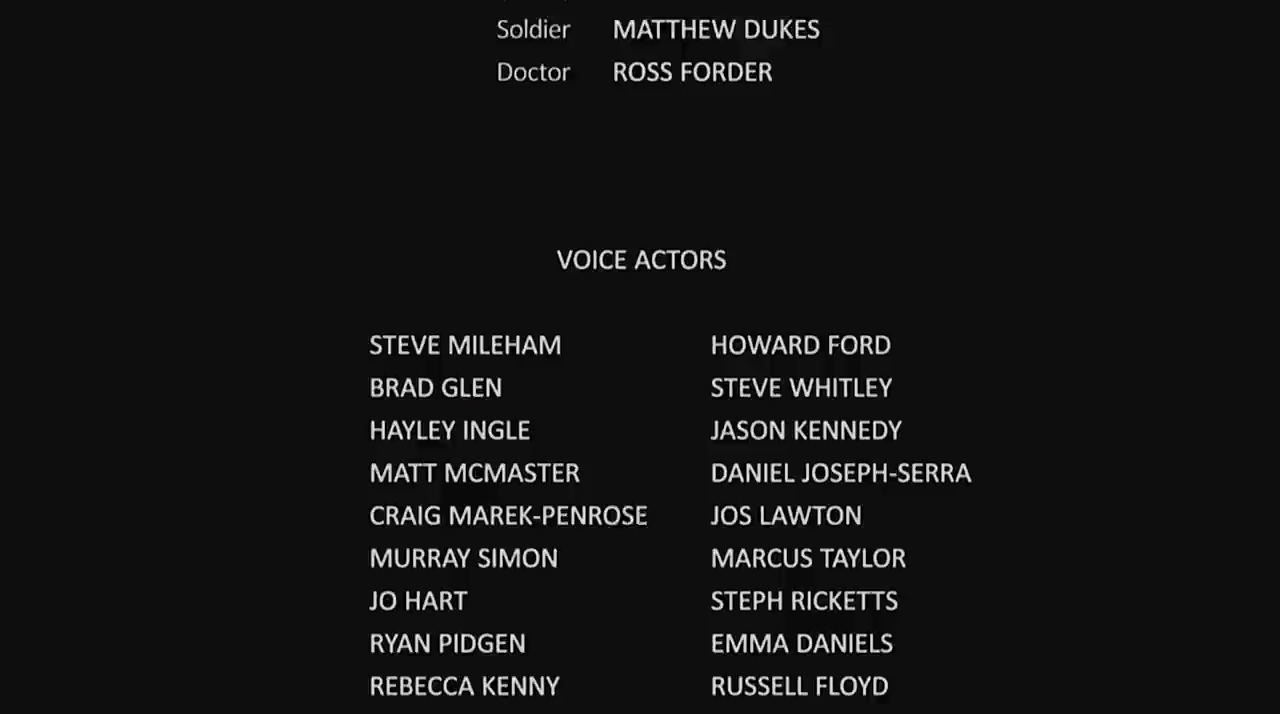 Soldier MATTHEW DUKES
Doctor ROSS FORDER
VOICE ACTORS
STEVE MILEHAM HOWARD FORD
BRAD GLEN STEVE WHITLEY
HAYLEY INGLE JASON KENNEDY
MATT MCMASTER DANIEL JOSEPH-SERRA
CRAIG MAREK-PENROSE JOS LAWTON
MURRAY SIMON MARCUS TAYLOR
JO HART STEPH RICKETTS
RYAN PIDGEN EMMA DANIELS
REBECCA KENNY RUSSELL FLOYD